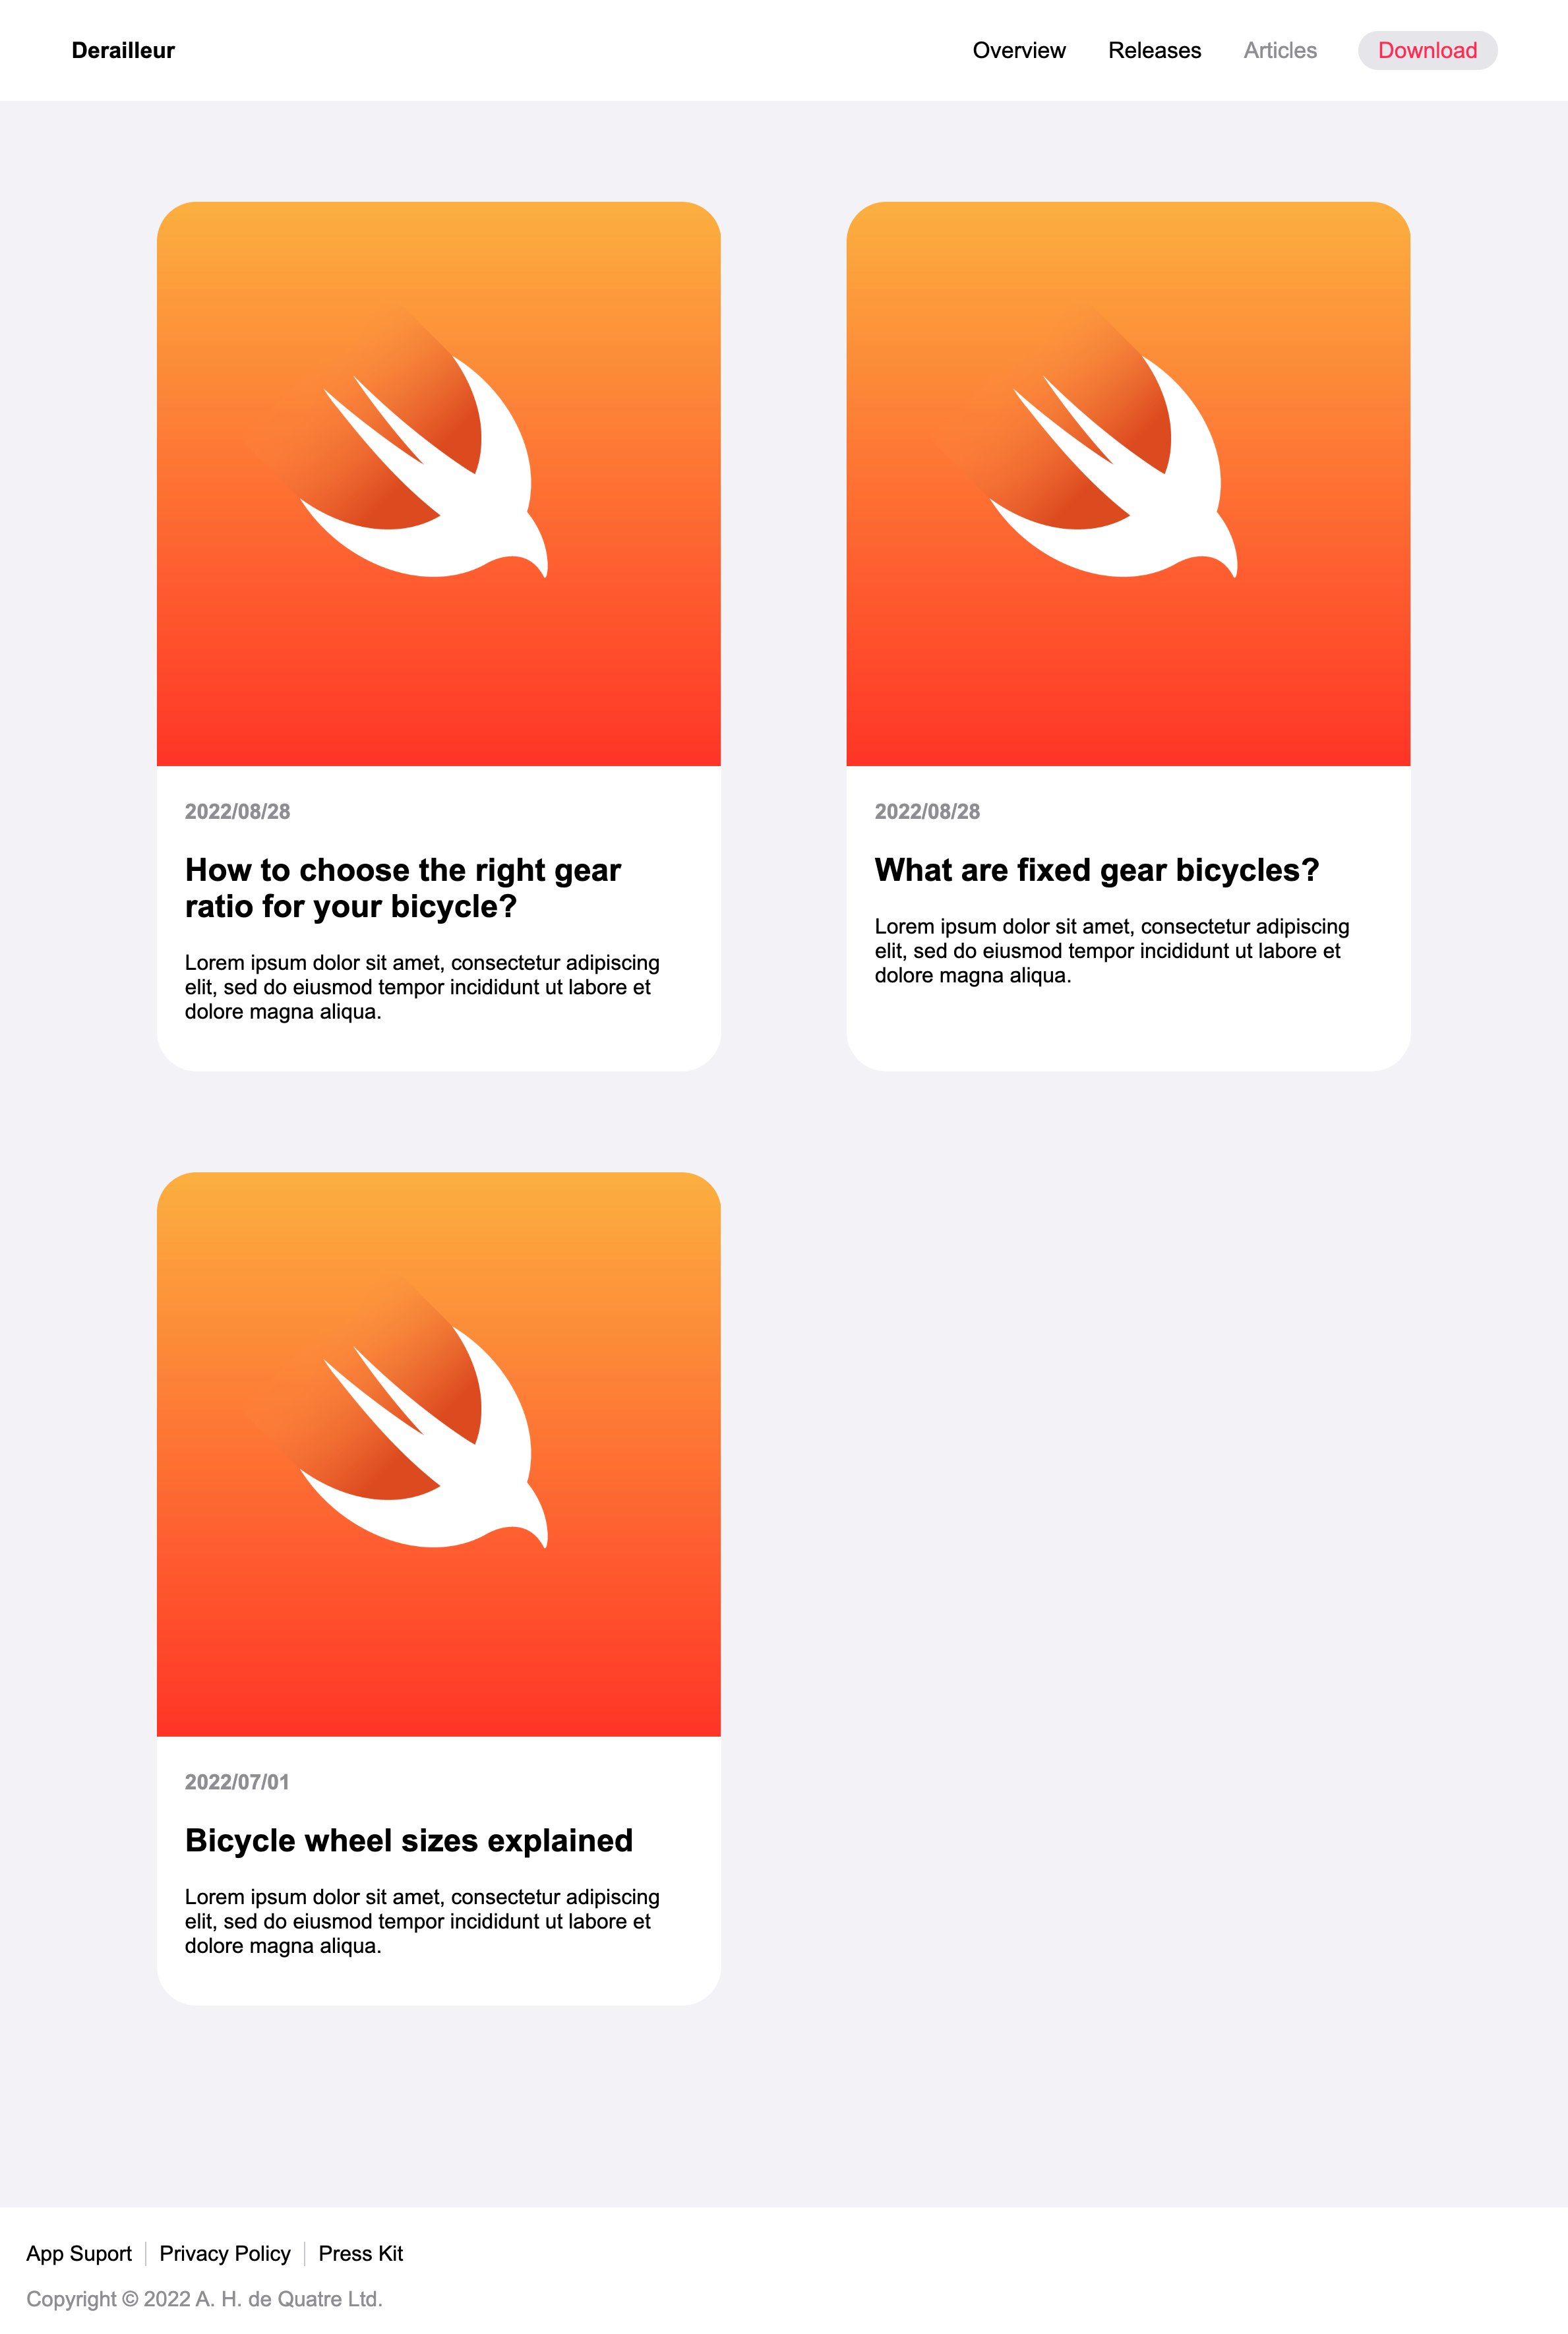 Derailleur
Overview Releases Articles Download
2022/08/28
How to choose the right gear
ratio for your bicycle?
Lorem ipsum dolor sit amet, consectetur adipiscing
elit, sed do eiusmod tempor incididunt ut labore et
dolore magna aliqua.
2022/08/28
What are fixed gear bicycles?
Lorem ipsum dolor sit amet, consectetur adipiscing
elit, sed do eiusmod tempor incididunt ut labore et
dolore magna aliqua.
2022/07/01
Bicycle wheel sizes explained
Lorem ipsum dolor sit amet, consectetur adipiscing
elit, sed do eiusmod tempor incididunt ut labore et
dolore magna aliqua.
App Suport Privacy Policy Press Kit
Copyright © 2022 A. H. de Quatre Ltd.